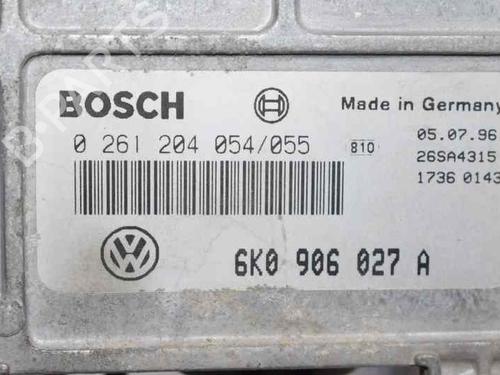 BOSCH
Made in Germany
0 261 204 054/055
810
05.07.96
26SA4315
1736 0143
6K0 906 027 A